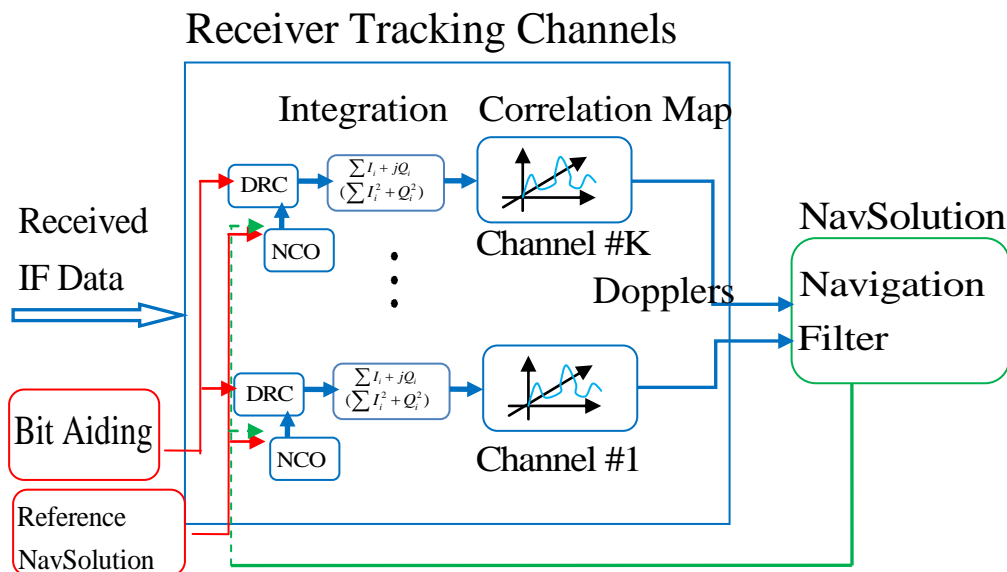 Receiver Tracking Channels
Integration
Correlation Map
DRC
∑ I_i + jQ_i
(∑ I_i^2 + Q_i^2)
NCO
Channel #K
Received
IF Data
Dopplers
NavSolution
Navigation
Filter
DRC
∑ I_i + jQ_i
(∑ I_i^2 + Q_i^2)
NCO
Channel #1
Bit Aiding
Reference
NavSolution